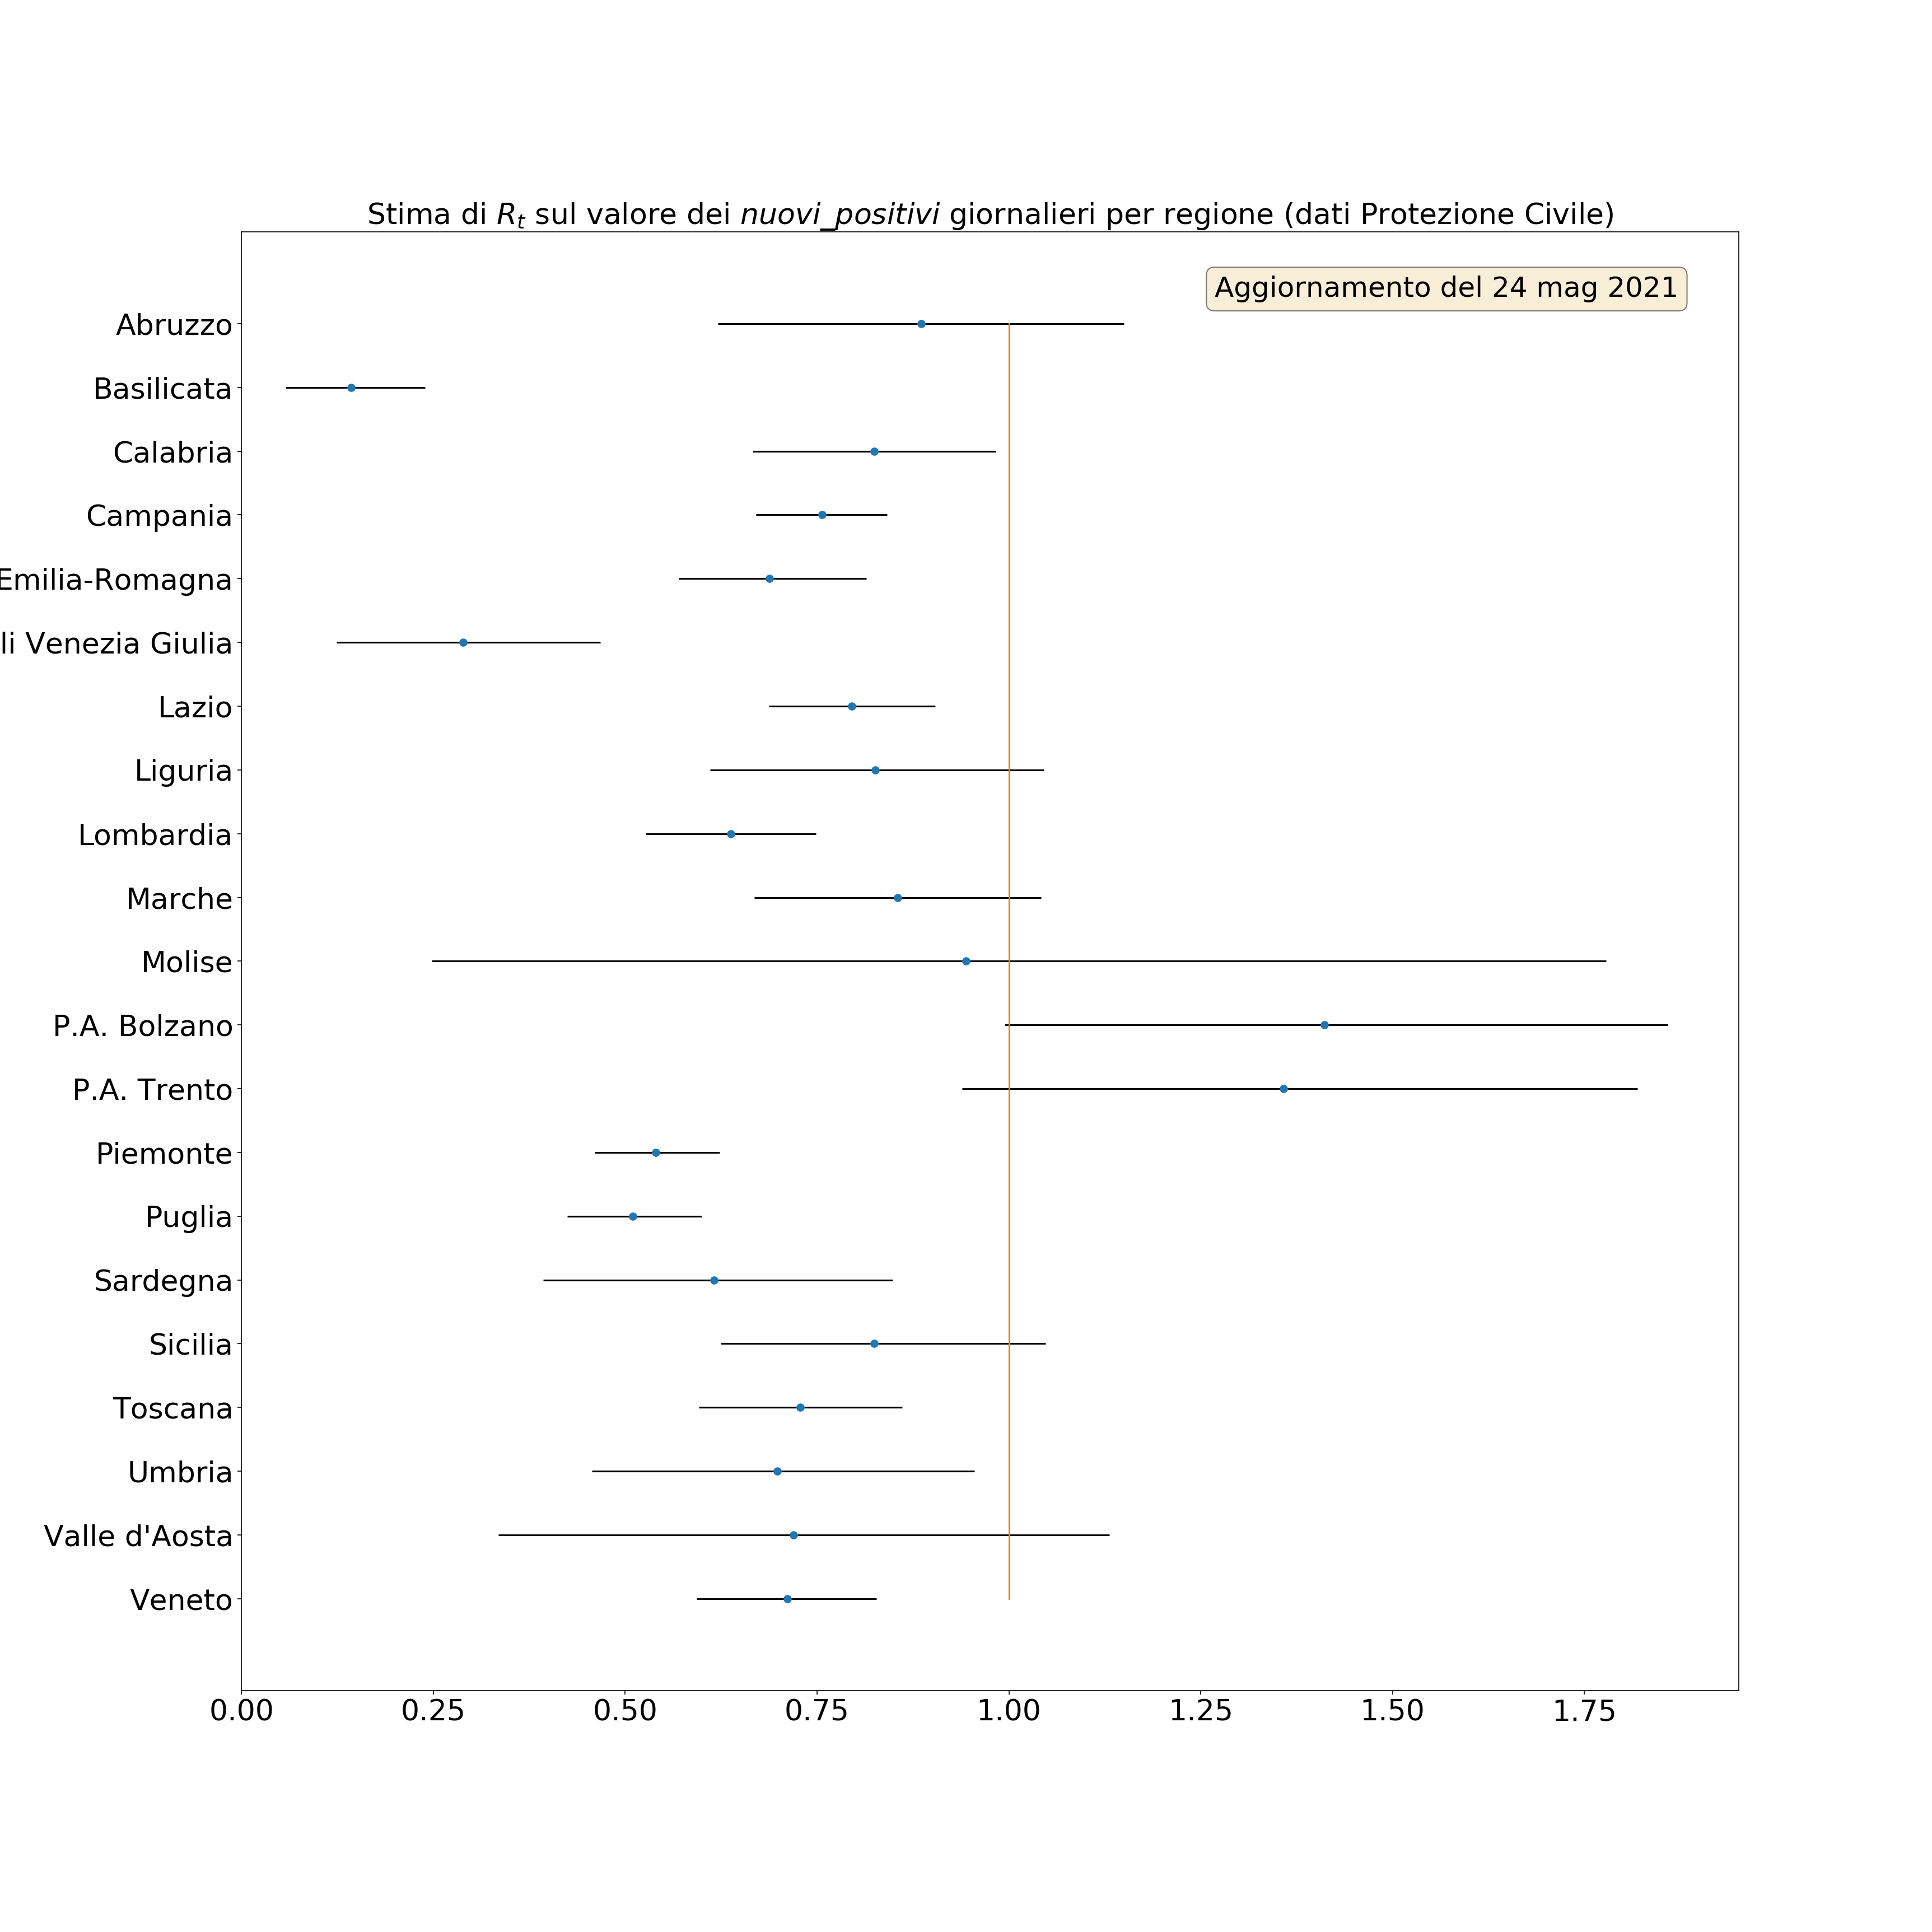 Stima di Rt sul valore dei nuovi_positivi giornalieri per regione (dati Protezione Civile)
Aggiornamento del 24 mag 2021
Abruzzo
Basilicata
Calabria
Campania
Emilia-Romagna
li Venezia Giulia
Lazio
Liguria
Lombardia
Marche
Molise
P.A. Bolzano
P.A. Trento
Piemonte
Puglia
Sardegna
Sicilia
Toscana
Umbria
Valle d'Aosta
Veneto
0.00 0.25 0.50 0.75 1.00 1.25 1.50 1.75